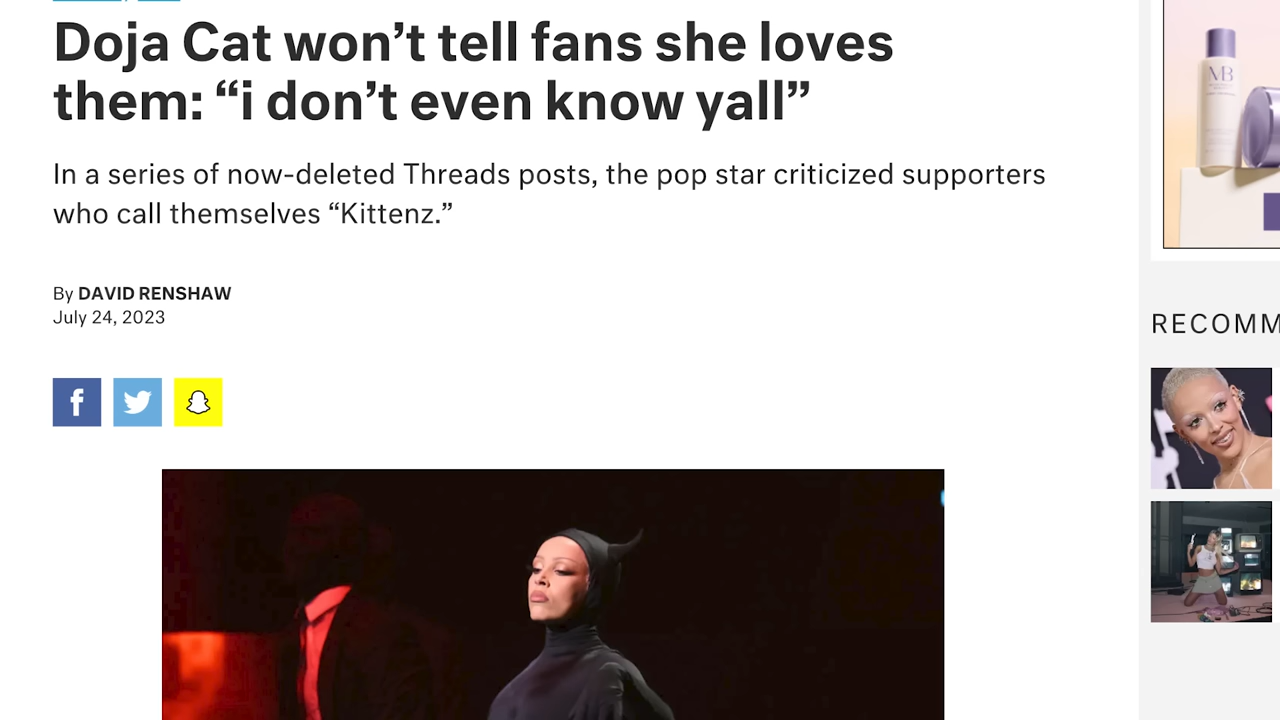 Doja Cat won’t tell fans she loves
them: “i don’t even know yall”
In a series of now-deleted Threads posts, the pop star criticized supporters
who call themselves “Kittenz.”
By DAVID RENSHAW
July 24, 2023
MB
RECOMM